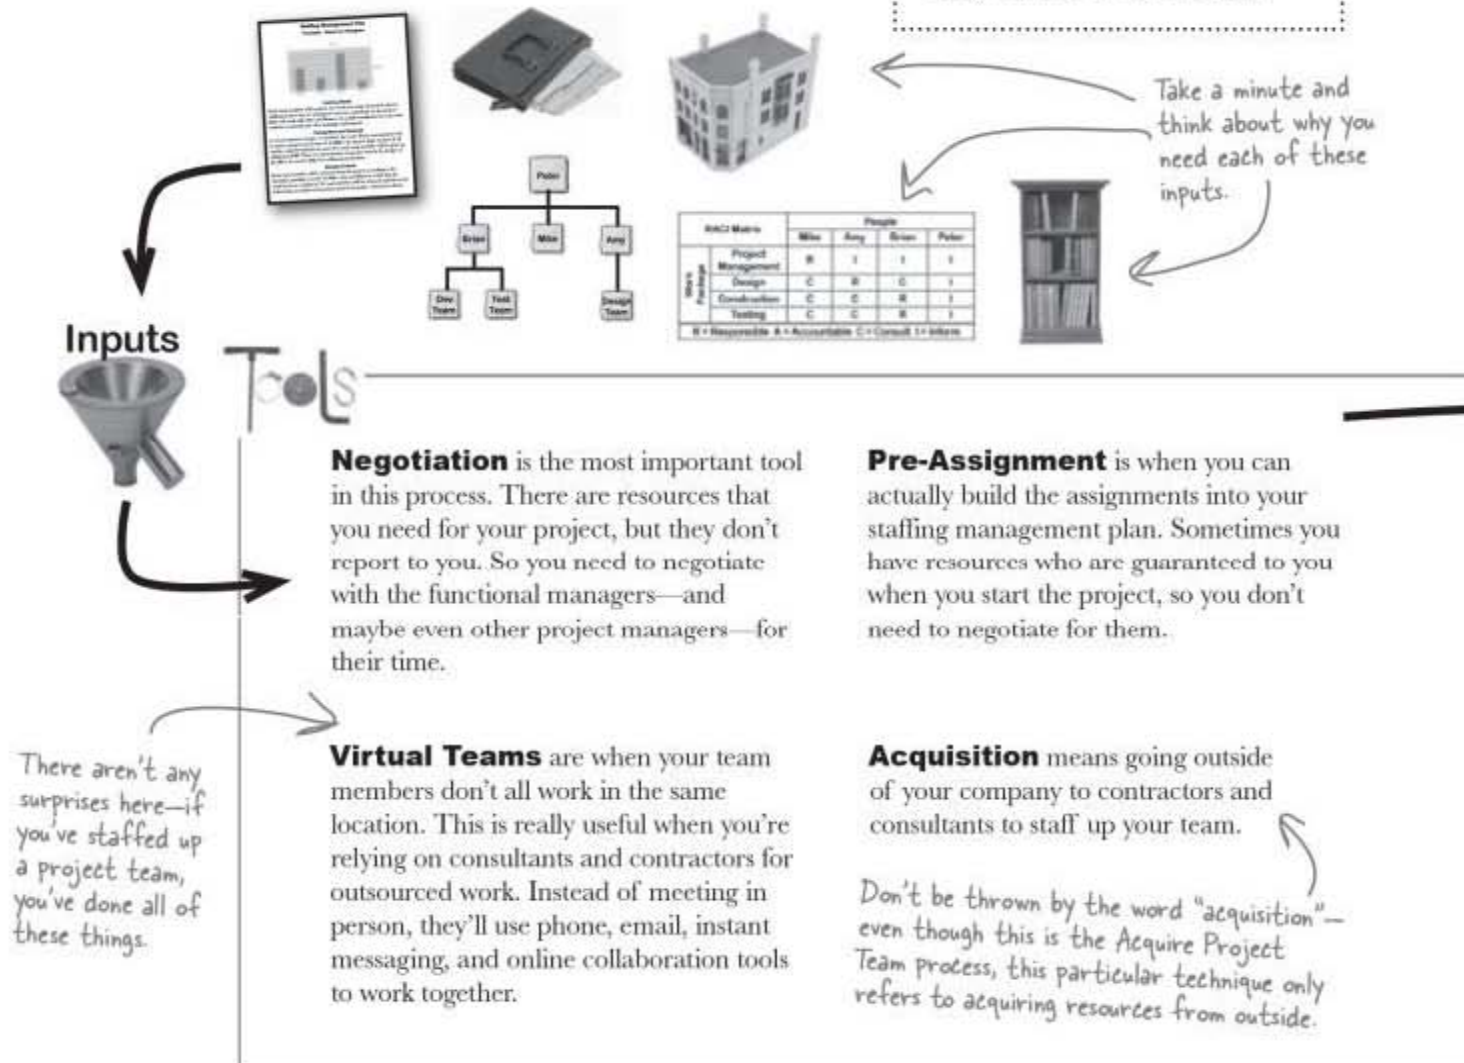 Staffing Management Plan
Take a minute and
think about why you
need each of these
inputs.
Peter
Brian Mike Amy
Dev Team
Test Team
Design Team
RACI Matrix
People
Mike Amy Brian Peter
Work Package
Project Management R I I I
Design C R C I
Construction C C R I
Testing C C R I
R = Responsible A = Accountable C = Consult I = Inform
Inputs
Tools
Negotiation is the most important tool
in this process. There are resources that
you need for your project, but they don't
report to you. So you need to negotiate
with the functional managers—and
maybe even other project managers—for
their time.
Pre-Assignment is when you can
actually build the assignments into your
staffing management plan. Sometimes you
have resources who are guaranteed to you
when you start the project, so you don't
need to negotiate for them.
There aren't any
surprises here—if
you've staffed up
a project team,
you've done all of
these things.
Virtual Teams are when your team
members don't all work in the same
location. This is really useful when you're
relying on consultants and contractors for
outsourced work. Instead of meeting in
person, they'll use phone, email, instant
messaging, and online collaboration tools
to work together.
Acquisition means going outside
of your company to contractors and
consultants to staff up your team.
Don't be thrown by the word "acquisition"—
even though this is the Acquire Project
Team process, this particular technique only
refers to acquiring resources from outside.